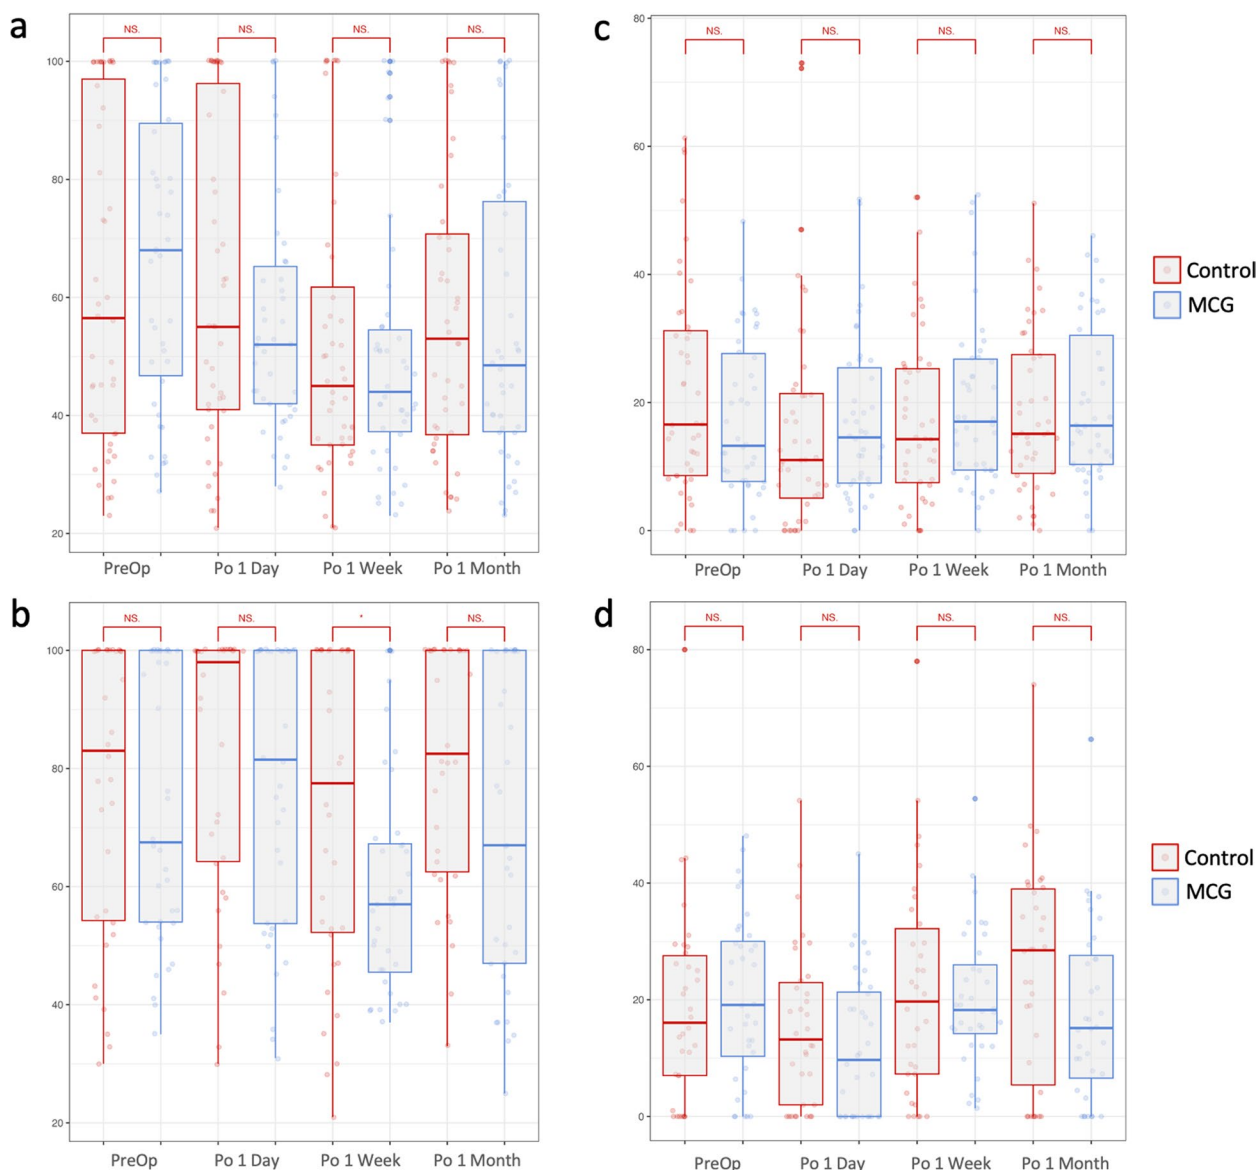 a
NS. NS. NS. NS.
100
80
60
40
20
PreOp Po 1 Day Po 1 Week Po 1 Month
c
NS. NS. NS. NS.
80
60
40
20
0
PreOp Po 1 Day Po 1 Week Po 1 Month
Control
MCG
b
NS. NS. * NS.
100
80
60
40
20
PreOp Po 1 Day Po 1 Week Po 1 Month
d
NS. NS. NS. NS.
80
60
40
20
0
PreOp Po 1 Day Po 1 Week Po 1 Month
Control
MCG